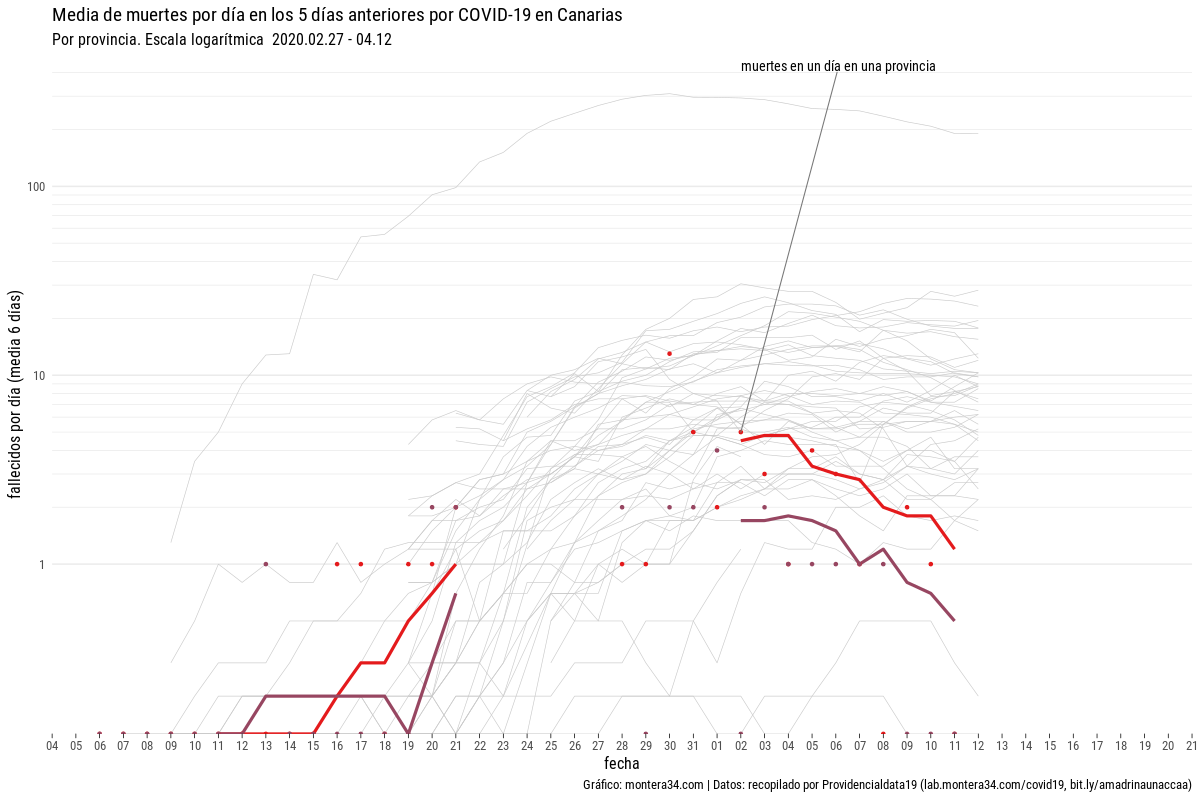 Media de muertes por día en los 5 días anteriores por COVID-19 en Canarias
Por provincia. Escala logarítmica 2020.02.27 - 04.12
muertes en un día en una provincia
100
10
1
fallecidos por día (media 6 días)
04 05 06 07 08 09 10 11 12 13 14 15 16 17 18 19 20 21 22 23 24 25 26 27 28 29 30 31 01 02 03 04 05 06 07 08 09 10 11 12 13 14 15 16 17 18 19 20 21
fecha
Gráfico: montera34.com | Datos: recopilado por Providencialdata19 (lab.montera34.com/covid19, bit.ly/amadrinaunaccaa)